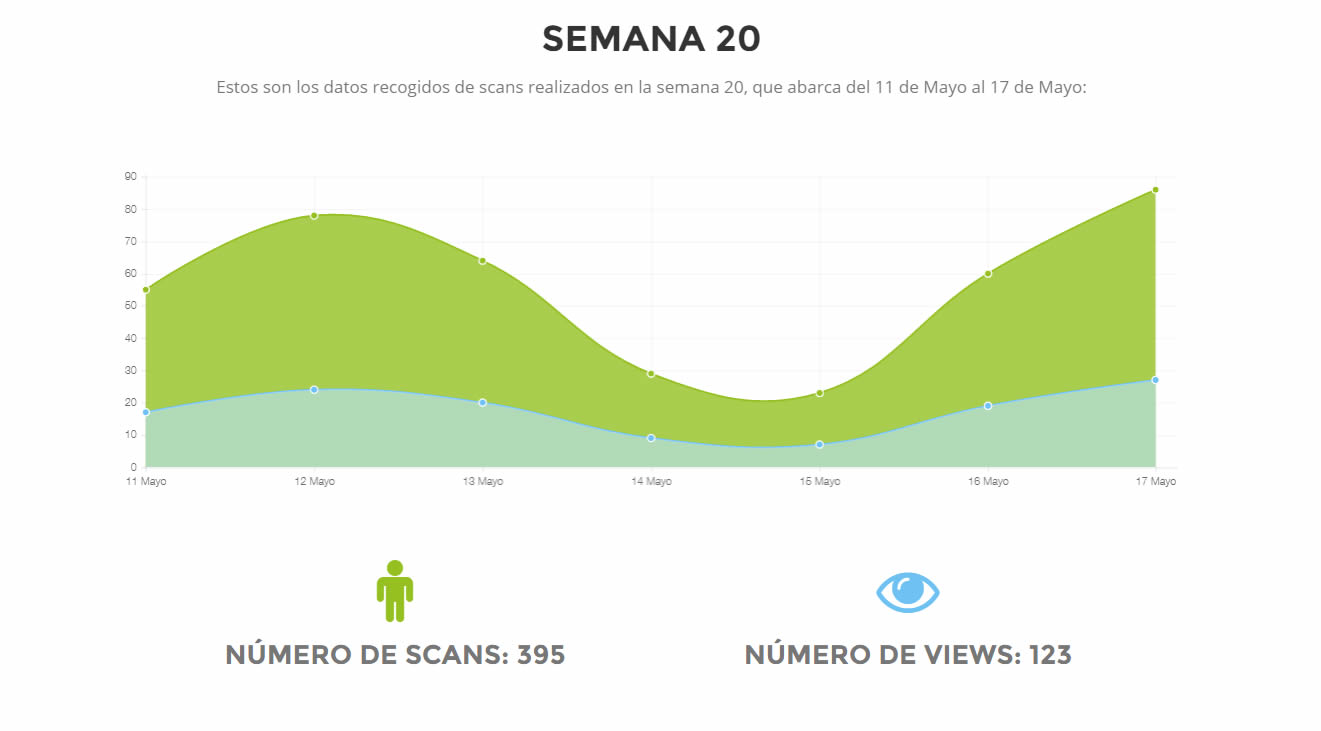 SEMANA 20
Estos son los datos recogidos de scans realizados en la semana 20, que abarca del 11 de Mayo al 17 de Mayo:
90
80
70
60
50
40
30
20
10
0
11 Mayo 12 Mayo 13 Mayo 14 Mayo 15 Mayo 16 Mayo 17 Mayo
NÚMERO DE SCANS: 395 NÚMERO DE VIEWS: 123